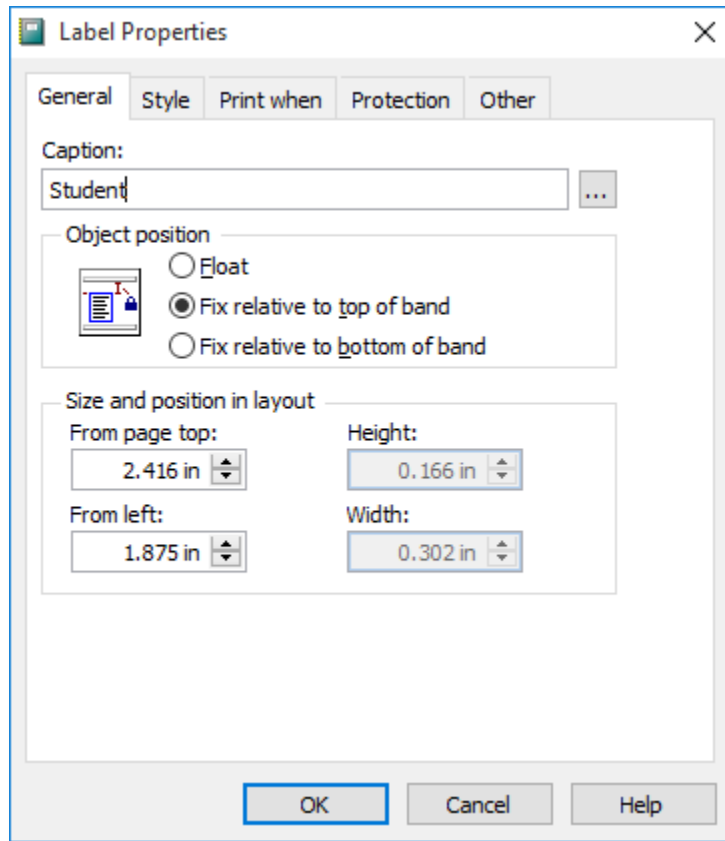 Label Properties
General Style Print when Protection Other
Caption:
Student
...
Object position
Float
Fix relative to top of band
Fix relative to bottom of band
Size and position in layout
From page top: Height:
2.416 in 0.166 in
From left: Width:
1.875 in 0.302 in
OK Cancel Help